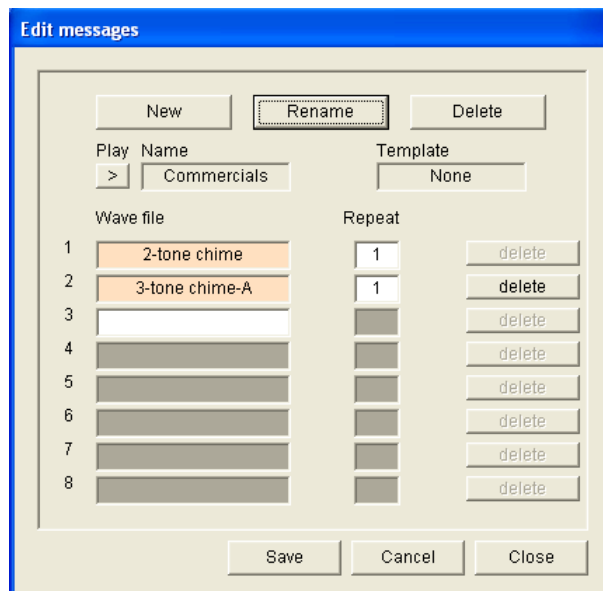 Edit messages
New Rename Delete
Play Name Template
> Commercials None
Wave file Repeat
1 2-tone chime 1 delete
2 3-tone chime-A 1 delete
3 delete
4 delete
5 delete
6 delete
7 delete
8 delete
Save Cancel Close